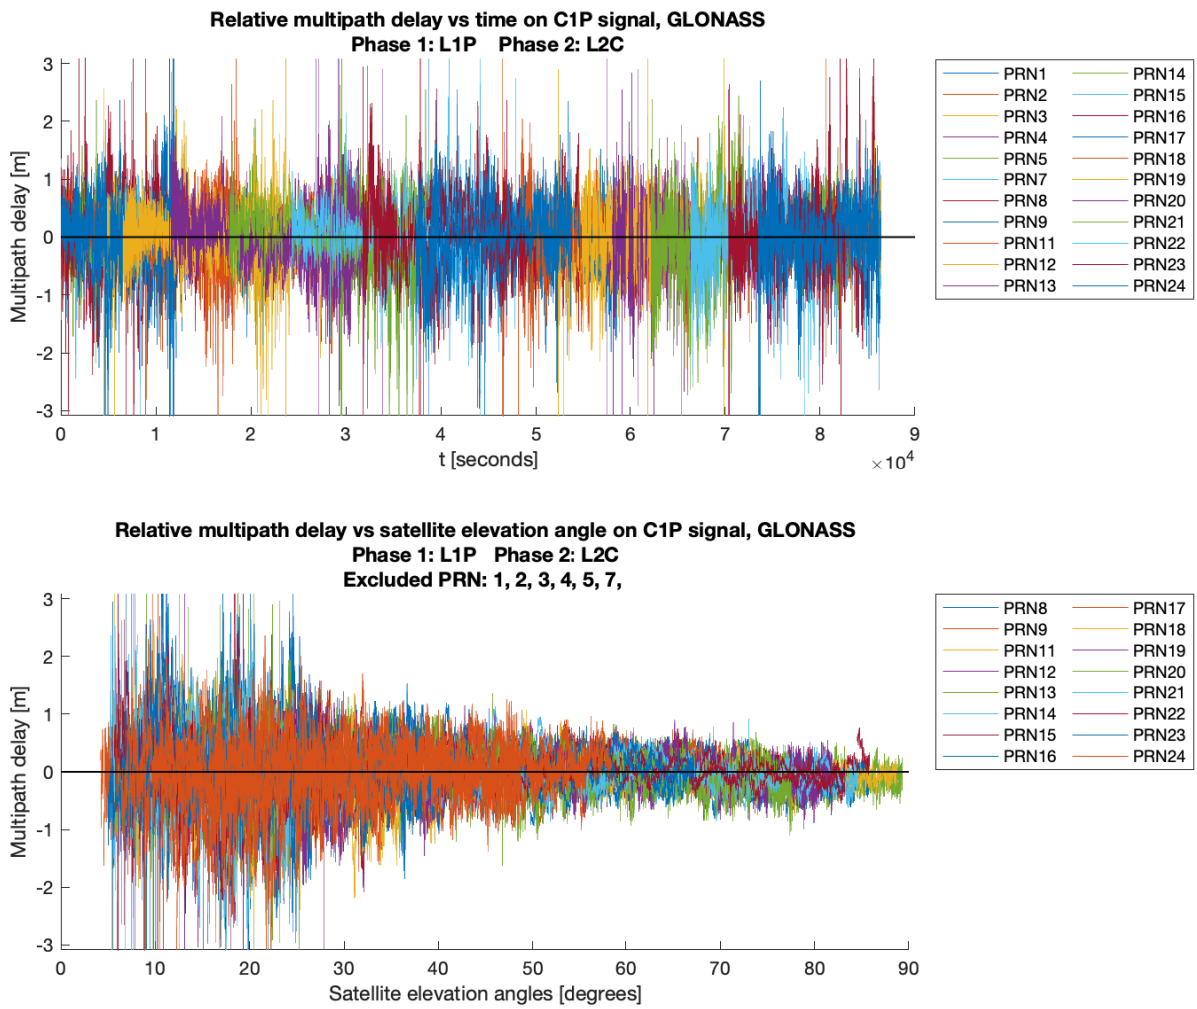 Relative multipath delay vs time on C1P signal, GLONASS
Phase 1: L1P Phase 2: L2C
3
2
1
0
-1
-2
-3
Multipath delay [m]
0 1 2 3 4 5 6 7 8 9
×10⁴
t [seconds]
PRN1 PRN14
PRN2 PRN15
PRN3 PRN16
PRN4 PRN17
PRN5 PRN18
PRN7 PRN19
PRN8 PRN20
PRN9 PRN21
PRN11 PRN22
PRN12 PRN23
PRN13 PRN24
Relative multipath delay vs satellite elevation angle on C1P signal, GLONASS
Phase 1: L1P Phase 2: L2C
Excluded PRN: 1, 2, 3, 4, 5, 7,
3
2
1
0
-1
-2
-3
Multipath delay [m]
0 10 20 30 40 50 60 70 80 90
Satellite elevation angles [degrees]
PRN8 PRN17
PRN9 PRN18
PRN11 PRN19
PRN12 PRN20
PRN13 PRN21
PRN14 PRN22
PRN15 PRN23
PRN16 PRN24